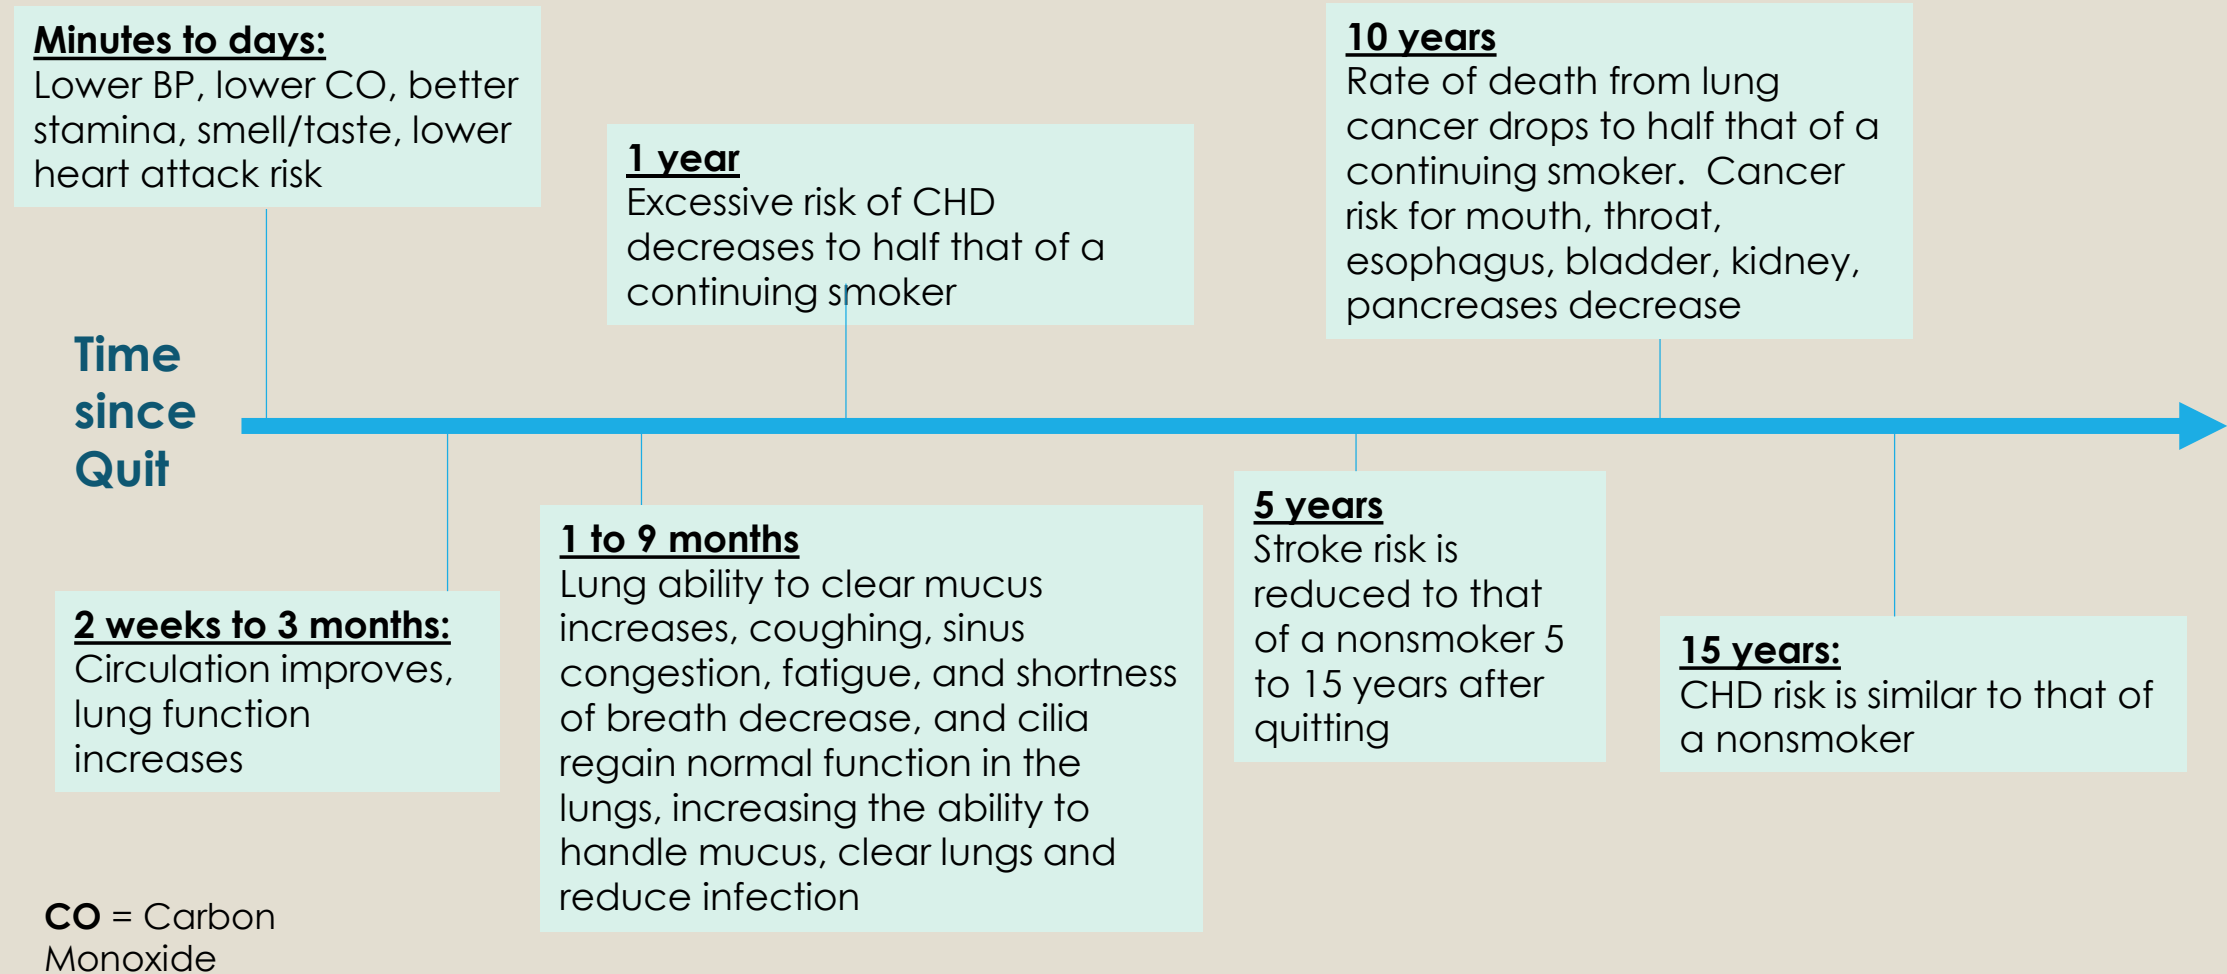 Minutes to days:
Lower BP, lower CO, better
stamina, smell/taste, lower
heart attack risk
1 year
Excessive risk of CHD
decreases to half that of a
continuing smoker
10 years
Rate of death from lung
cancer drops to half that of a
continuing smoker.  Cancer
risk for mouth, throat,
esophagus, bladder, kidney,
pancreases decrease
Time
since
Quit
2 weeks to 3 months:
Circulation improves,
lung function
increases
1 to 9 months
Lung ability to clear mucus
increases, coughing, sinus
congestion, fatigue, and shortness
of breath decrease, and cilia
regain normal function in the
lungs, increasing the ability to
handle mucus, clear lungs and
reduce infection
5 years
Stroke risk is
reduced to that
of a nonsmoker 5
to 15 years after
quitting
15 years:
CHD risk is similar to that of
a nonsmoker
CO = Carbon
Monoxide